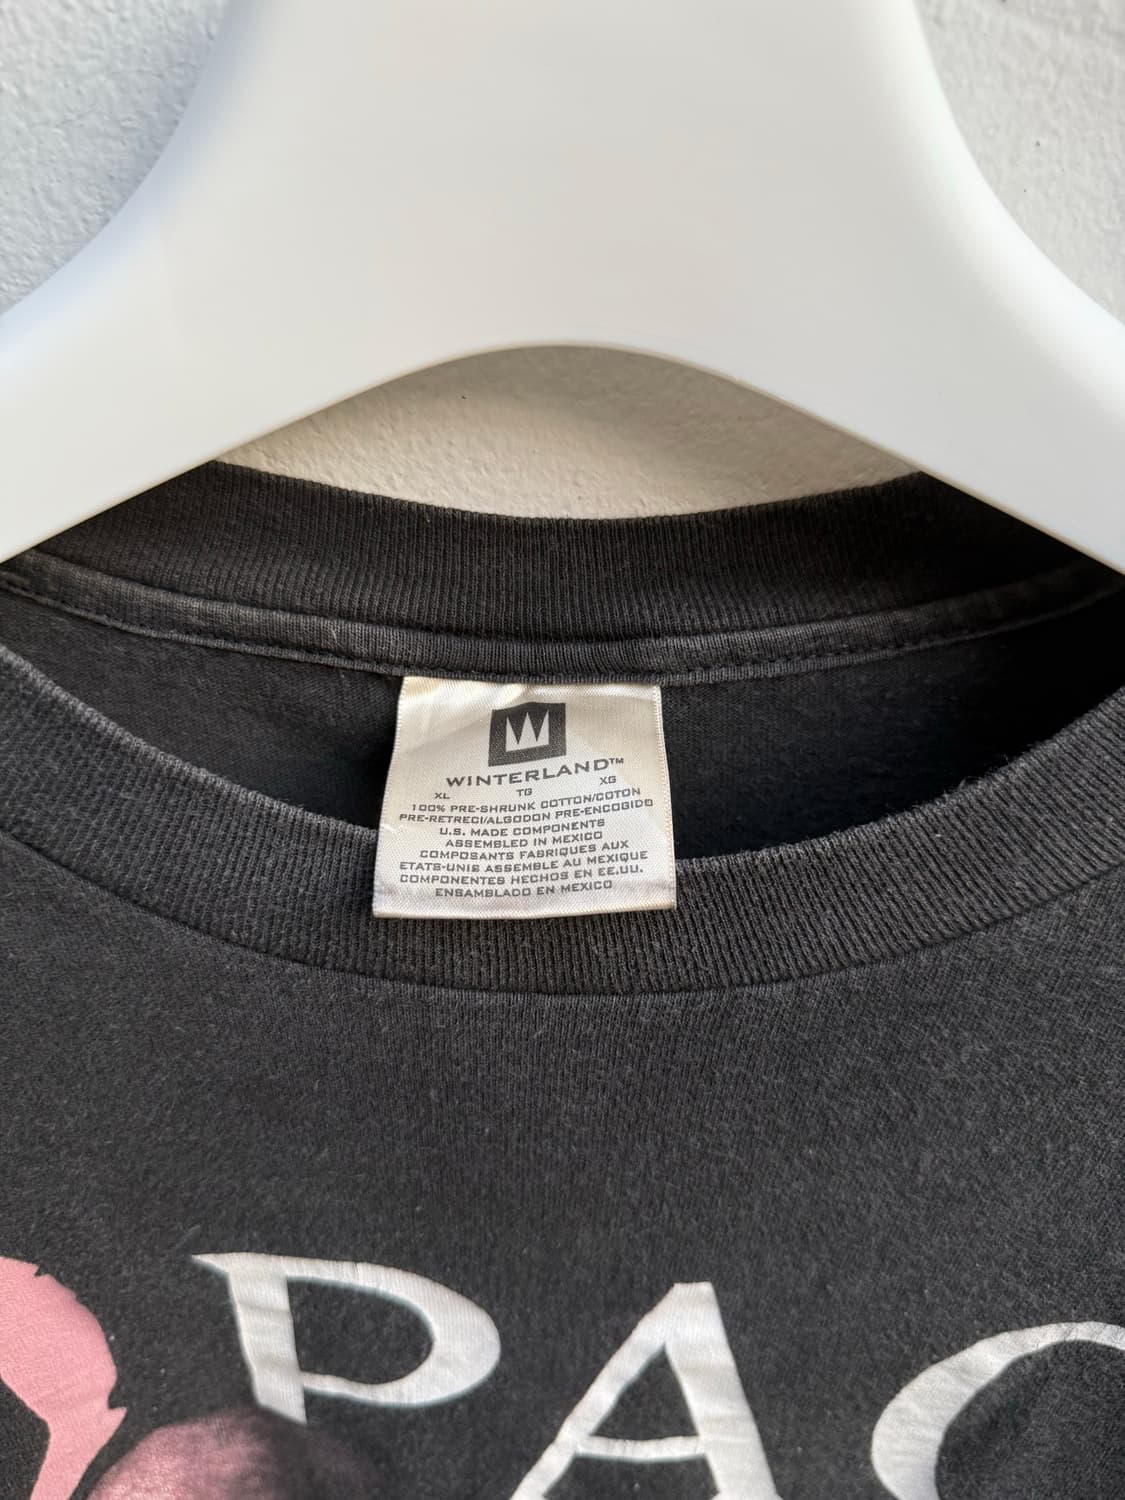 WINTERLAND™
XL TG XG
100% PRE-SHRUNK COTTON/COTON
PRE-RETRECI/ALGODON PRE-ENCOGIDO
U.S. MADE COMPONENTS
ASSEMBLED IN MEXICO
COMPOSANTS FABRIQUES AUX
ETATS-UNIS ASSEMBLE AU MEXIQUE
COMPONENTES HECHOS EN EE.UU.
ENSAMBLADO EN MEXICO
PAC